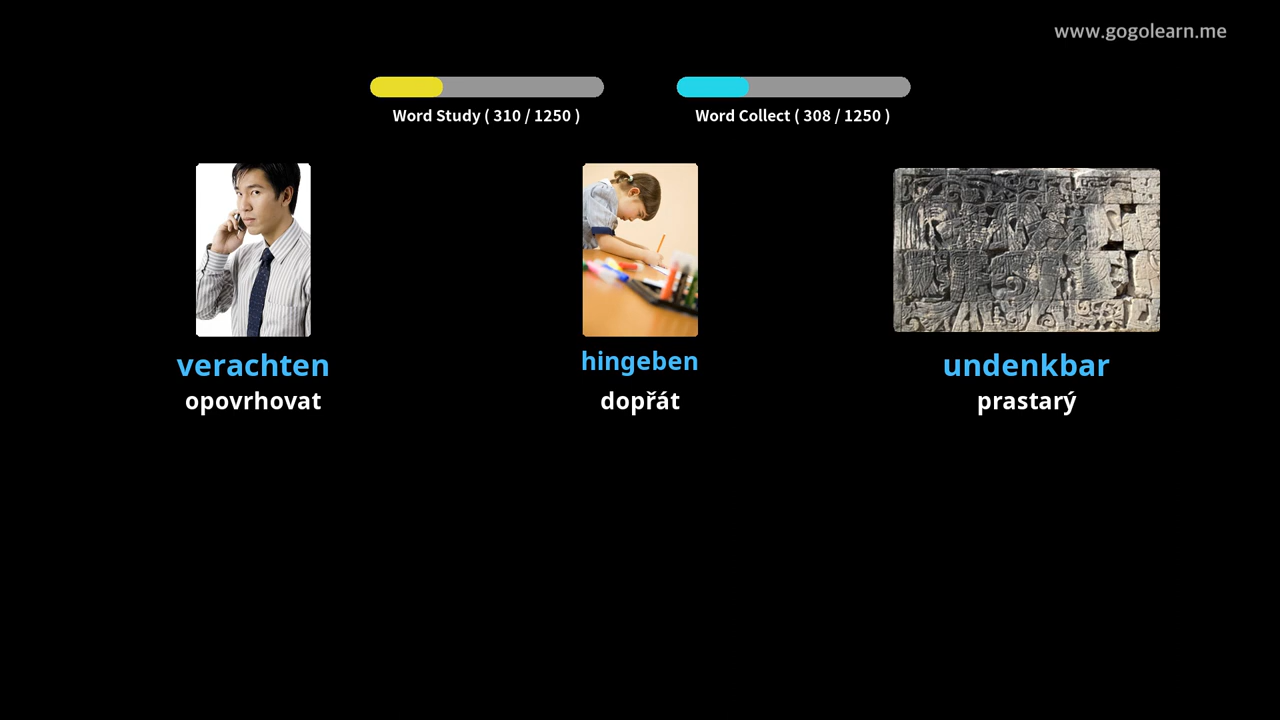 www.gogolearn.me
Word Study ( 310 / 1250 )
Word Collect ( 308 / 1250 )
verachten
opovrhovat
hingeben
dopřát
undenkbar
prastarý